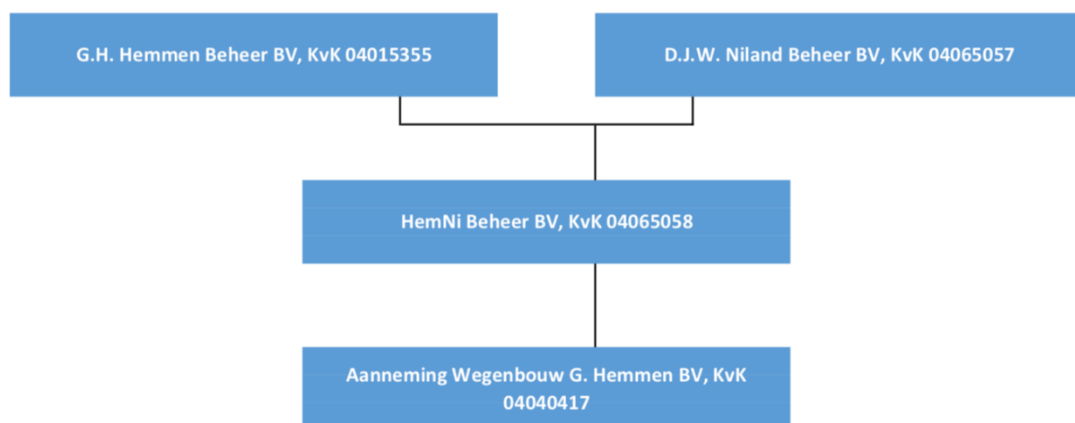 G.H. Hemmen Beheer BV, KvK 04015355
D.J.W. Niland Beheer BV, KvK 04065057
HemNi Beheer BV, KvK 04065058
Aanneming Wegenbouw G. Hemmen BV, KvK
04040417